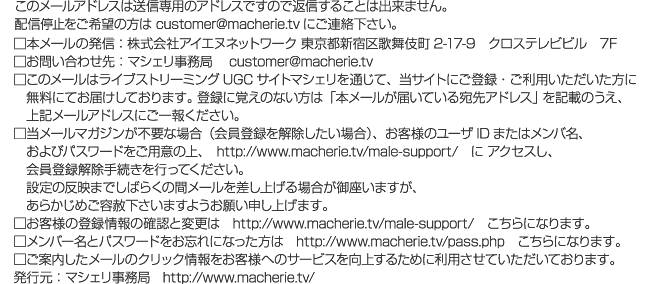 このメールアドレスは送信専用のアドレスですので返信することは出来ません。
配信停止をご希望の方は customer@macherie.tv にご連絡下さい。
□本メールの発信：株式会社アイエヌネットワーク 東京都新宿区歌舞伎町 2-17-9　クロステレビビル　7F
□お問い合わせ先：マシェリ事務局　customer@macherie.tv
□このメールはライブストリーミング UGC サイトマシェリを通じて、当サイトにご登録・ご利用いただいた方に
無料にてお届けしております。登録に覚えのない方は「本メールが届いている宛先アドレス」を記載のうえ、
上記メールアドレスにご一報ください。
□当メールマガジンが不要な場合（会員登録を解除したい場合）、お客様のユーザ ID またはメンバ名、
およびパスワードをご用意の上、 http://www.macherie.tv/male-support/　に アクセスし、
会員登録解除手続きを行ってください。
設定の反映までしばらくの間メールを差し上げる場合が御座いますが、
あらかじめご容赦下さいますようお願い申し上げます。
□お客様の登録情報の確認と変更は　http://www.macherie.tv/male-support/　こちらになります。
□メンバー名とパスワードをお忘れになった方は　http://www.macherie.tv/pass.php　こちらになります。
□ご案内したメールのクリック情報をお客様へのサービスを向上するために利用させていただいております。
発行元：マシェリ事務局　http://www.macherie.tv/